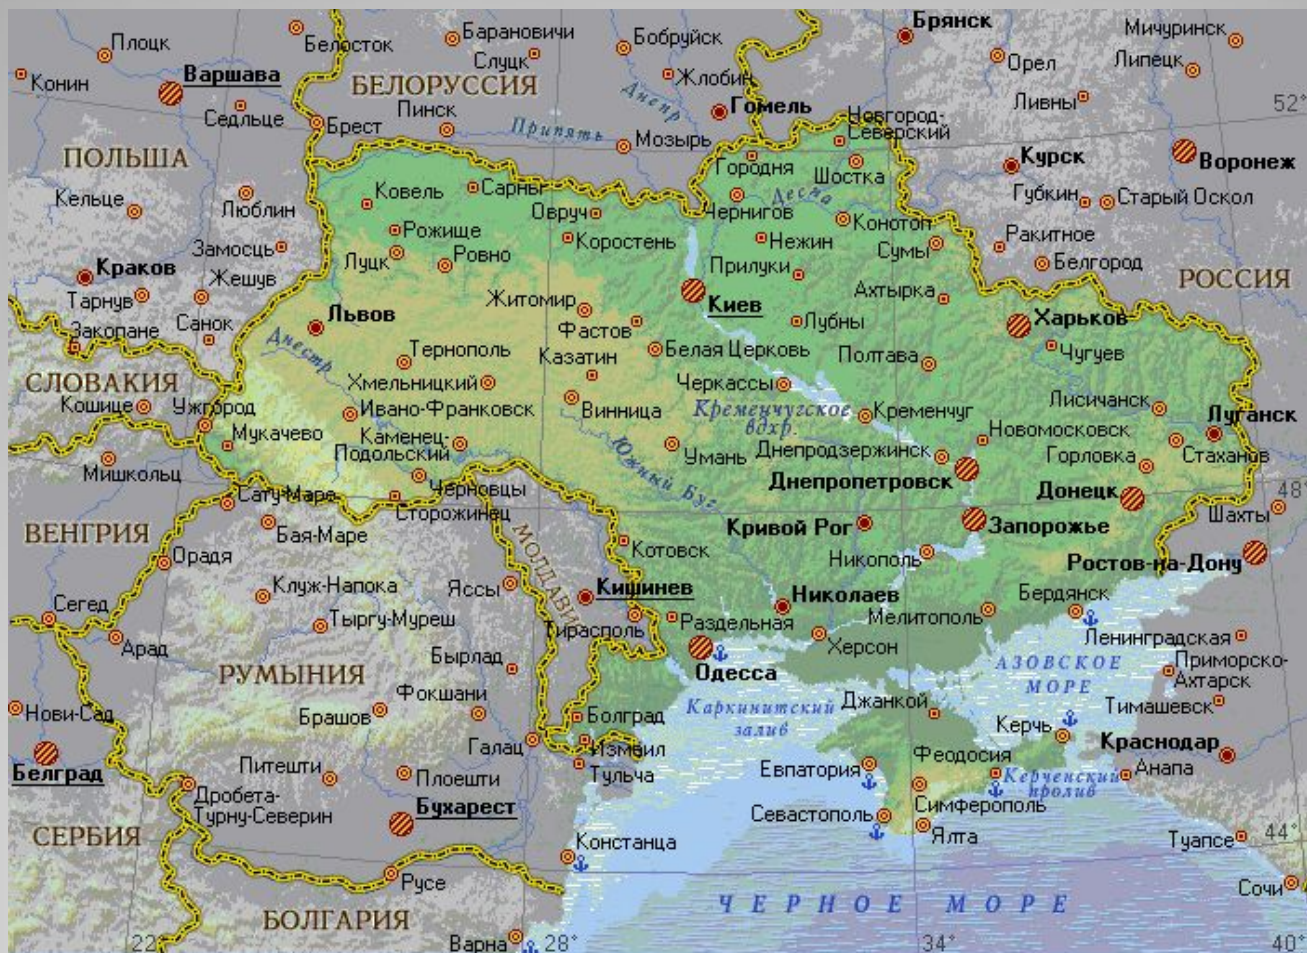 Плоцк
Белосток
Барановичи
Слуцк
Бобруйск
Жлобин
Брянск
Мичуринск
Орел
Липецк
Конин
Варшава
БЕЛОРУССИЯ
Днепр
Гомель
Ливны
52°
Седльце
Брест
Пинск
Припять
Мозырь
Новгород-
Северский
Городня
Шостка
Курск
Воронеж
ПОЛЬША
Губкин
Старый Оскол
Кельце
Люблин
Ковель
Сарны
Овруч
Чернигов
Десна
Конотоп
Рожище
Коростень
Нежин
Сумы
Ракитное
Замосць
Луцк
Ровно
Прилуки
Белгород
Краков
Жешув
РОССИЯ
Тарнув
Житомир
Киев
Ахтырка
Львов
Санок
Закопане
Фастов
Лубны
Харьков
Днестр
Тернополь
Казатин
Белая Церковь
Полтава
Чугуев
СЛОВАКИЯ
Хмельницкий
Черкассы
Кошице
Ужгород
Ивано-Франковск
Винница
Кременчугское
вдхр.
Кременчуг
Лисичанск
Луганск
Мукачево
Каменец-
Подольский
Южный Буг
Умань
Новомосковск
Днепродзержинск
Горловка
Стаханов
Мишкольц
Днепропетровск
Донецк
48°
Сату-Маре
Черновцы
Сторожинец
Шахты
ВЕНГРИЯ
Бая-Маре
МОЛДАВИЯ
Кривой Рог
Запорожье
Орадя
Котовск
Никополь
Ростов-на-Дону
Клуж-Напока
Яссы
Кишинев
Николаев
Бердянск
Сегед
Тыргу-Муреш
Тирасполь
Раздельная
Мелитополь
Ленинградская
Арад
Херсон
РУМЫНИЯ
Бырлад
Одесса
АЗОВСКОЕ
МОРЕ
Приморско-
Ахтарск
Фокшани
Каркинитский
залив
Джанкой
Тимашевск
Нови-Сад
Брашов
Болград
Керчь
Галац
Измаил
Краснодар
Белград
Питешти
Плоешти
Тульча
Евпатория
Феодосия
Керченский
пролив
Анапа
Дробета-
Турну-Северин
Бухарест
Севастополь
Симферополь
Ялта
СЕРБИЯ
Констанца
Туапсе
44°
Русе
Сочи
БОЛГАРИЯ
ЧЕРНОЕ МОРЕ
22°
Варна
28°
34°
40°